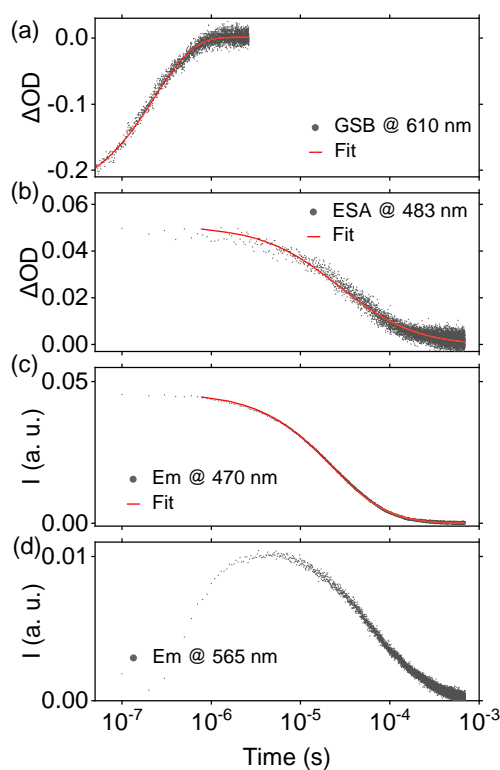 (a)
0.0
-0.1
-0.2
ΔOD
GSB @ 610 nm
Fit
(b)
0.06
0.04
0.02
0.00
ΔOD
ESA @ 483 nm
Fit
(c)
0.05
0.00
I (a. u.)
Em @ 470 nm
Fit
(d)
0.01
0.00
I (a. u.)
Em @ 565 nm
10⁻⁷ 10⁻⁶ 10⁻⁵ 10⁻⁴ 10⁻³
Time (s)